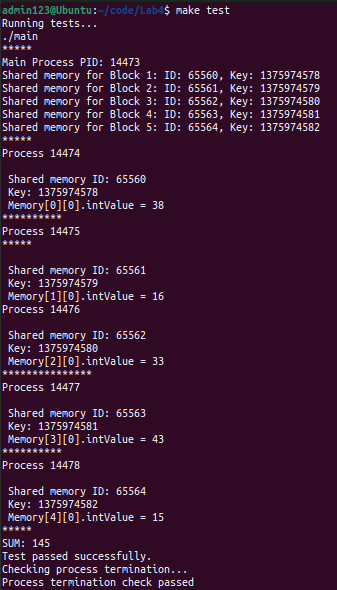 admin123@Ubuntu:~/code/Lab4$ make test
Running tests...
./main
*****
Main Process PID: 14473
Shared memory for Block 1: ID: 65560, Key: 1375974578
Shared memory for Block 2: ID: 65561, Key: 1375974579
Shared memory for Block 3: ID: 65562, Key: 1375974580
Shared memory for Block 4: ID: 65563, Key: 1375974581
Shared memory for Block 5: ID: 65564, Key: 1375974582
*****
Process 14474
Shared memory ID: 65560
Key: 1375974578
Memory[0][0].intValue = 38
**********
Process 14475
*****
Shared memory ID: 65561
Key: 1375974579
Memory[1][0].intValue = 16
Process 14476
Shared memory ID: 65562
Key: 1375974580
Memory[2][0].intValue = 33
***************
Process 14477
Shared memory ID: 65563
Key: 1375974581
Memory[3][0].intValue = 43
**********
Process 14478
Shared memory ID: 65564
Key: 1375974582
Memory[4][0].intValue = 15
*****
SUM: 145
Test passed successfully.
Checking process termination...
Process termination check passed